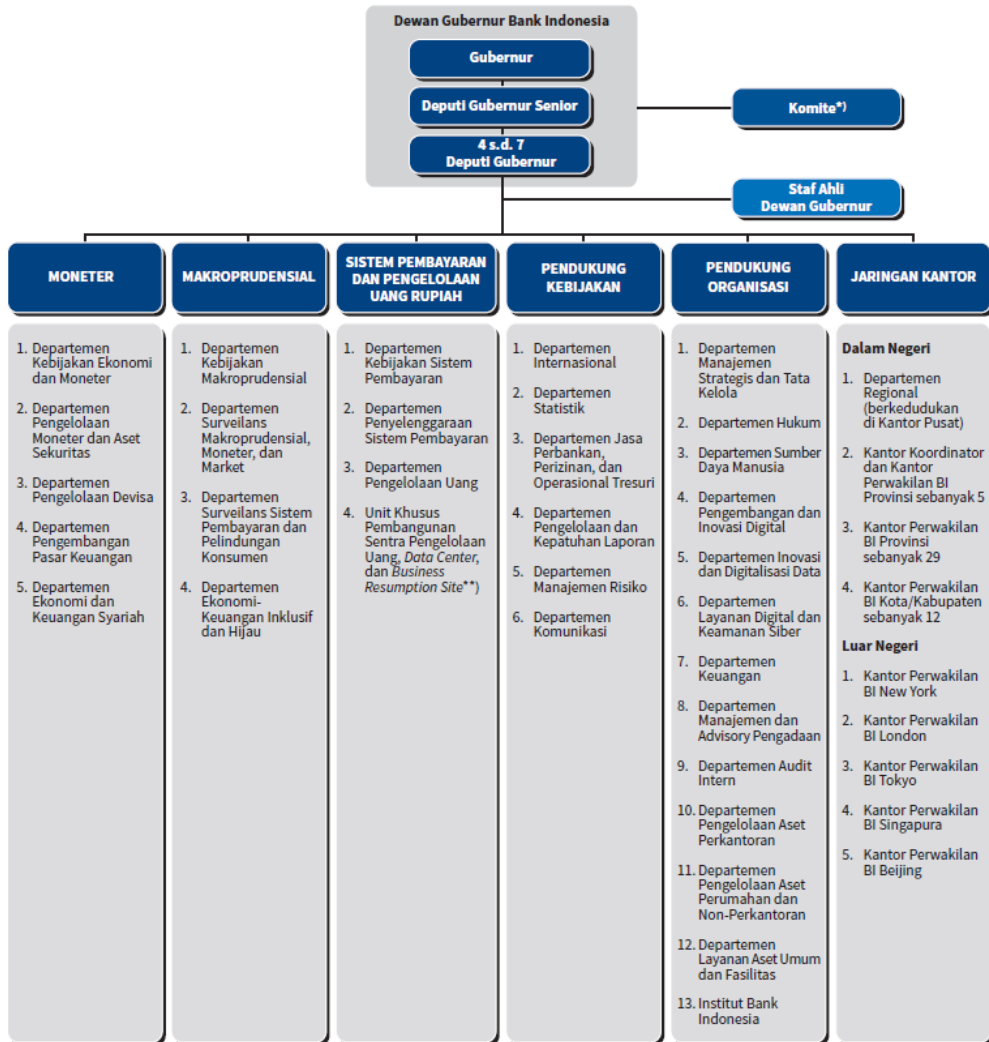 Dewan Gubernur Bank Indonesia
Gubernur
Deputi Gubernur Senior
4 s.d. 7
Deputi Gubernur
Komite*)
Staf Ahli
Dewan Gubernur
MONETER
1. Departemen
Kebijakan Ekonomi
dan Moneter
2. Departemen
Pengelolaan
Moneter dan Aset
Sekuritas
3. Departemen
Pengelolaan Devisa
4. Departemen
Pengembangan
Pasar Keuangan
5. Departemen
Ekonomi dan
Keuangan Syariah
MAKROPRUDENSIAL
1. Departemen
Kebijakan
Makroprudensial
2. Departemen
Surveilans
Makroprudensial,
Moneter, dan
Market
3. Departemen
Surveilans Sistem
Pembayaran dan
Pelindungan
Konsumen
4. Departemen
Ekonomi-
Keuangan Inklusif
dan Hijau
SISTEM PEMBAYARAN
DAN PENGELOLAAN
UANG RUPIAH
1. Departemen
Kebijakan Sistem
Pembayaran
2. Departemen
Penyelenggaraan
Sistem Pembayaran
3. Departemen
Pengelolaan Uang
4. Unit Khusus
Pembangunan
Sentra Pengelolaan
Uang, Data Center,
dan Business
Resumption Site**)
PENDUKUNG
KEBIJAKAN
1. Departemen
Internasional
2. Departemen
Statistik
3. Departemen Jasa
Perbankan,
Perizinan, dan
Operasional Tresuri
4. Departemen
Pengelolaan dan
Kepatuhan Laporan
5. Departemen
Manajemen Risiko
6. Departemen
Komunikasi
PENDUKUNG
ORGANISASI
1. Departemen
Manajemen
Strategis dan Tata
Kelola
2. Departemen Hukum
3. Departemen Sumber
Daya Manusia
4. Departemen
Pengembangan dan
Inovasi Digital
5. Departemen Inovasi
dan Digitalisasi Data
6. Departemen
Layanan Digital dan
Keamanan Siber
7. Departemen
Keuangan
8. Departemen
Manajemen dan
Advisory Pengadaan
9. Departemen Audit
Intern
10. Departemen
Pengelolaan Aset
Perkantoran
11. Departemen
Pengelolaan Aset
Perumahan dan
Non-Perkantoran
12. Departemen
Layanan Aset Umum
dan Fasilitas
13. Institut Bank
Indonesia
JARINGAN KANTOR
Dalam Negeri
1. Departemen
Regional
(berkedudukan
di Kantor Pusat)
2. Kantor Koordinator
dan Kantor
Perwakilan BI
Provinsi sebanyak 5
3. Kantor Perwakilan
BI Provinsi
sebanyak 29
4. Kantor Perwakilan
BI Kota/Kabupaten
sebanyak 12
Luar Negeri
1. Kantor Perwakilan
BI New York
2. Kantor Perwakilan
BI London
3. Kantor Perwakilan
BI Tokyo
4. Kantor Perwakilan
BI Singapura
5. Kantor Perwakilan
BI Beijing